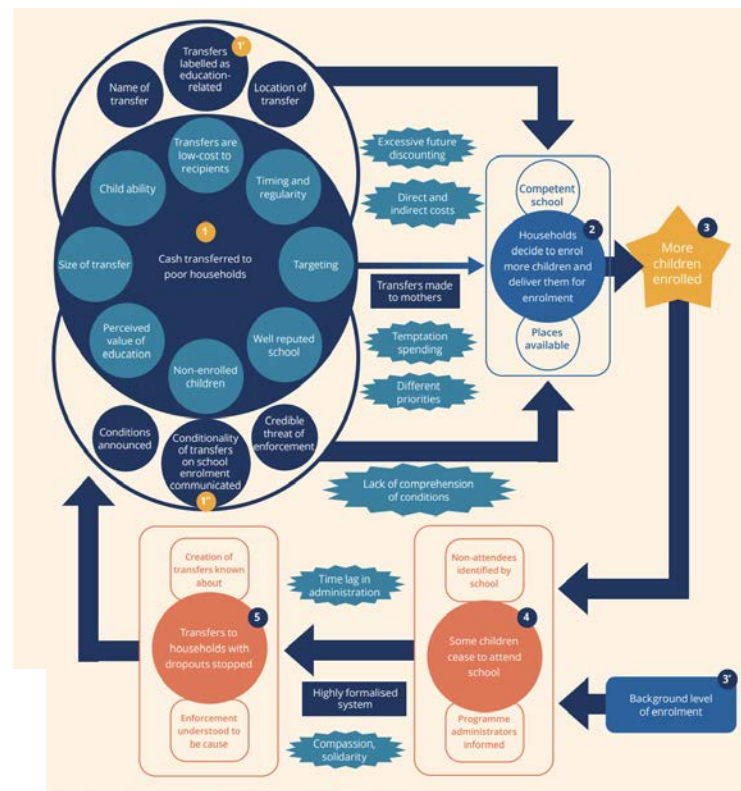 1'
Transfers
labelled as
education-
related
Name of
transfer
Location of
transfer
Transfers are
low-cost to
recipients
Child ability
Timing and
regularity
1
Cash transferred to
poor households
Size of transfer
Targeting
Perceived
value of
education
Well reputed
school
Non-enrolled
children
Conditions
announced
Conditionality
of transfers
on school
enrolment
communicated
Credible
threat of
enforcement
1"
Excessive future
discounting
Direct and
indirect costs
Transfers made
to mothers
Temptation
spending
Different
priorities
Lack of comprehension
of conditions
Competent
school
2
Households
decide to enrol
more children and
deliver them for
enrolment
Places
available
3
More
children
enrolled
3'
Background level
of enrolment
Non-attendees
identified by
school
4
Some children
cease to attend
school
Programme
administrators
informed
Time lag in
administration
Highly formalised
system
Compassion,
solidarity
Creation of
transfers known
about
5
Transfers to
households with
dropouts stopped
Enforcement
understood to
be cause